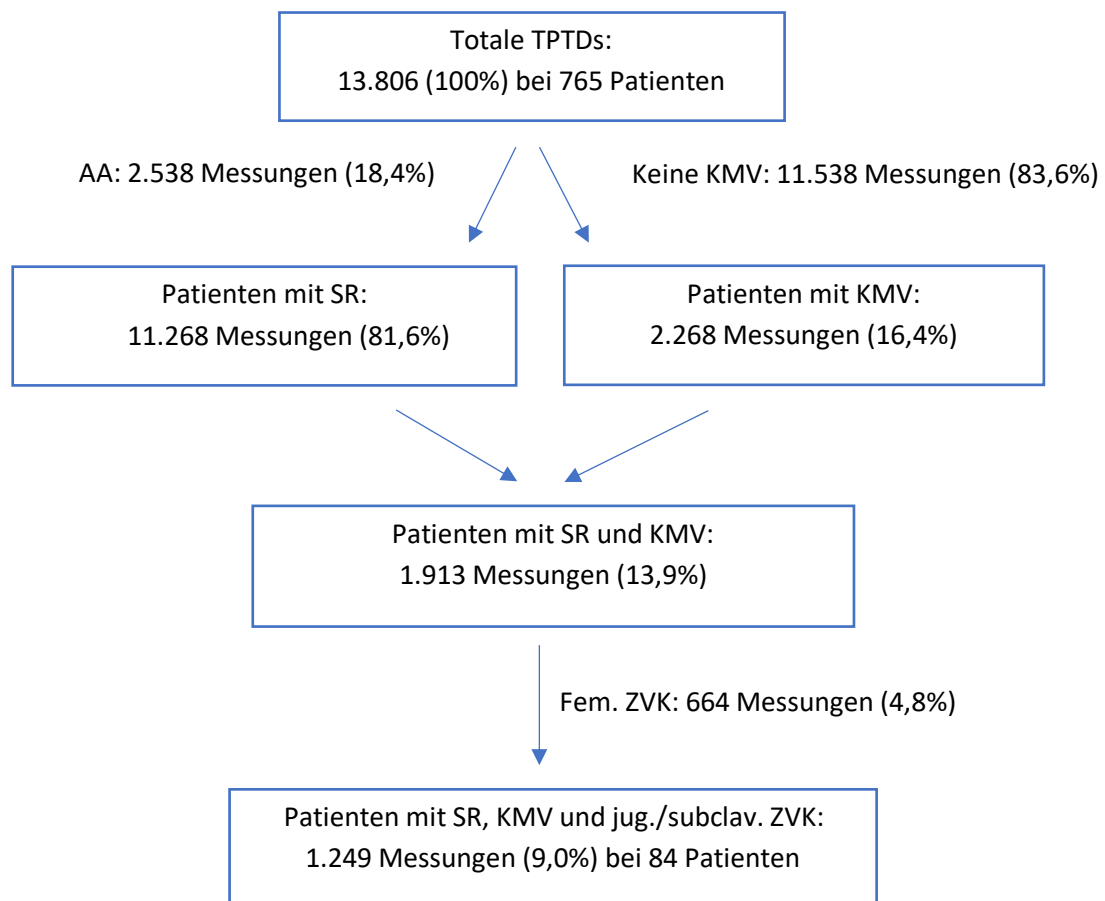 Totale TPTDs:
13.806 (100%) bei 765 Patienten
AA: 2.538 Messungen (18,4%)
Keine KMV: 11.538 Messungen (83,6%)
Patienten mit SR:
11.268 Messungen (81,6%)
Patienten mit KMV:
2.268 Messungen (16,4%)
Patienten mit SR und KMV:
1.913 Messungen (13,9%)
Fem. ZVK: 664 Messungen (4,8%)
Patienten mit SR, KMV und jug./subclav. ZVK:
1.249 Messungen (9,0%) bei 84 Patienten